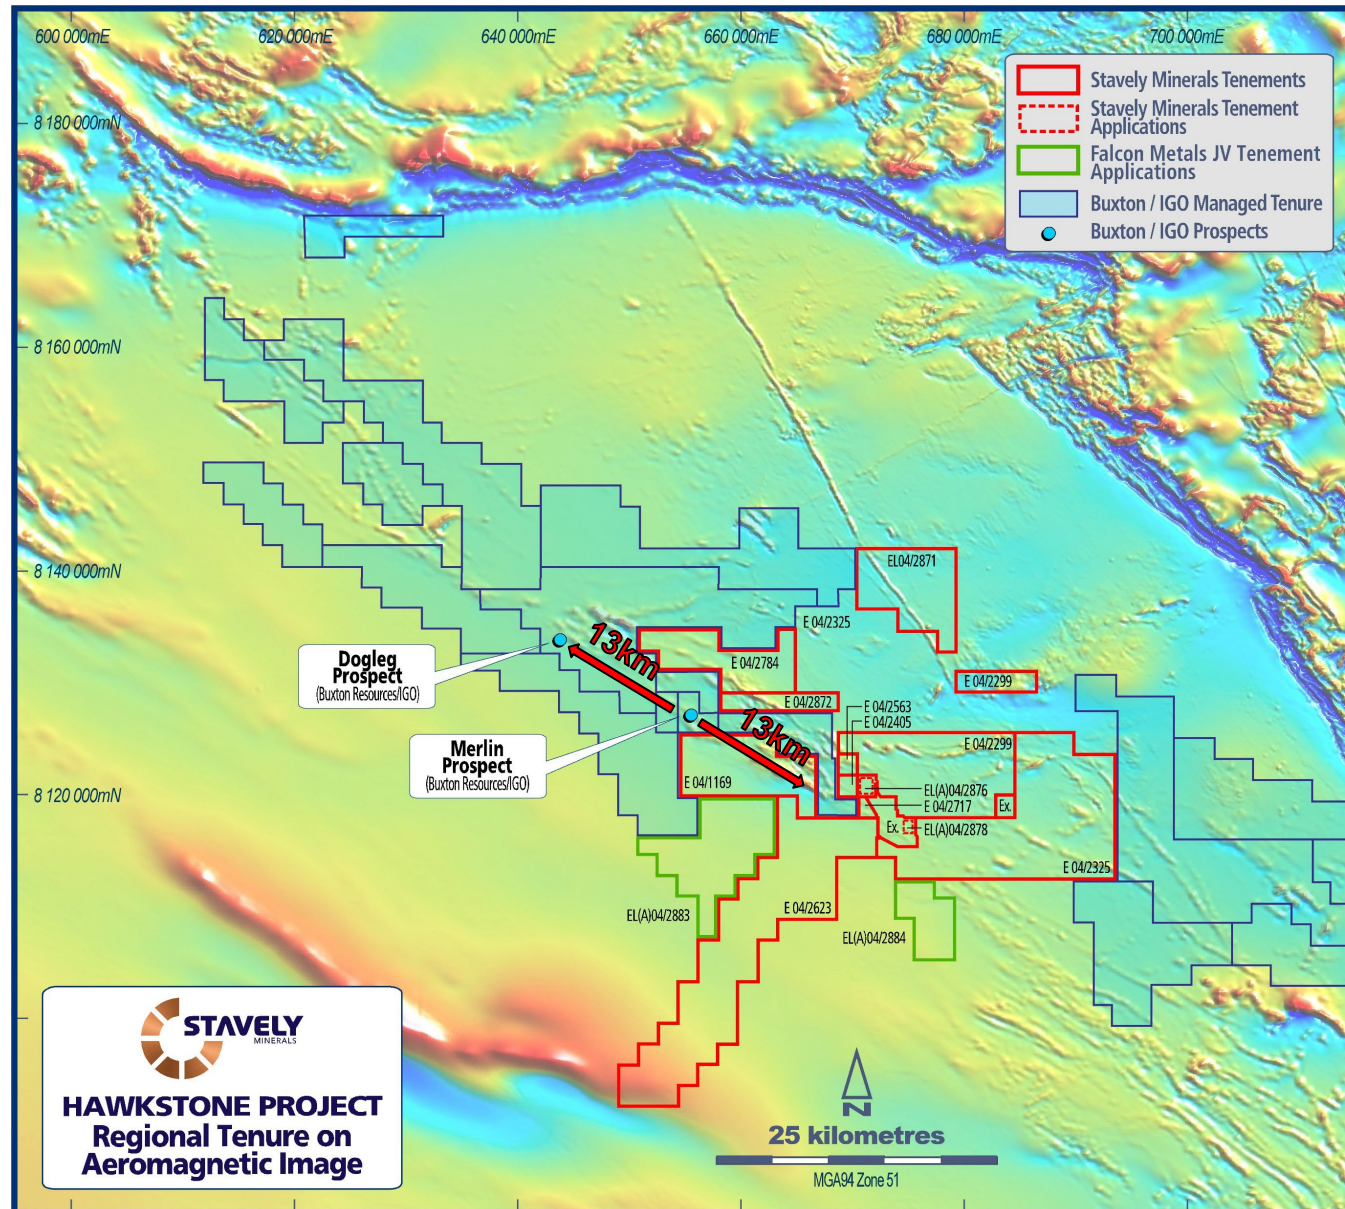 600 000mE
620 000mE
640 000mE
660 000mE
680 000mE
700 000mE
8 180 000mN
8 160 000mN
8 140 000mN
8 120 000mN
Stavely Minerals Tenements
Stavely Minerals Tenement
Applications
Falcon Metals JV Tenement
Applications
Buxton / IGO Managed Tenure
Buxton / IGO Prospects
EL04/2871
E 04/2325
E 04/2784
E 04/2872
E 04/2299
E 04/2563
E 04/2405
E 04/2299
E 04/1169
EL(A)04/2876
E 04/2717
Ex.
Ex.
EL(A)04/2878
E 04/2325
E 04/2623
EL(A)04/2883
EL(A)04/2884
13km
13km
Dogleg
Prospect
(Buxton Resources/IGO)
Merlin
Prospect
(Buxton Resources/IGO)
STAVELY
MINERALS
HAWKSTONE PROJECT
Regional Tenure on
Aeromagnetic Image
N
25 kilometres
MGA94 Zone 51